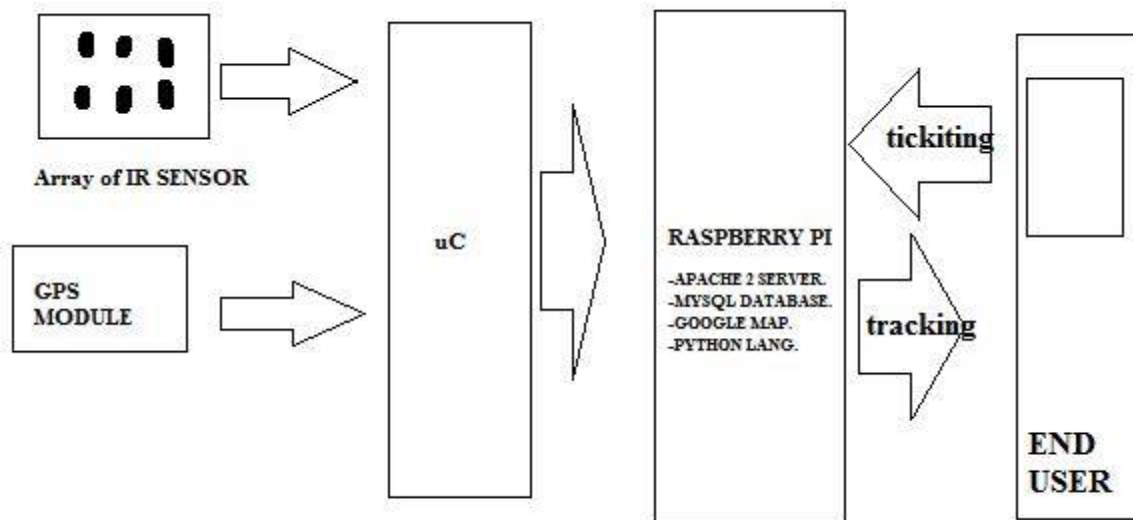 Array of IR SENSOR
GPS
MODULE
uC
RASPBERRY PI
-APACHE 2 SERVER.
-MYSQL DATABASE.
-GOOGLE MAP.
-PYTHON LANG.
tickiting
tracking
END
USER